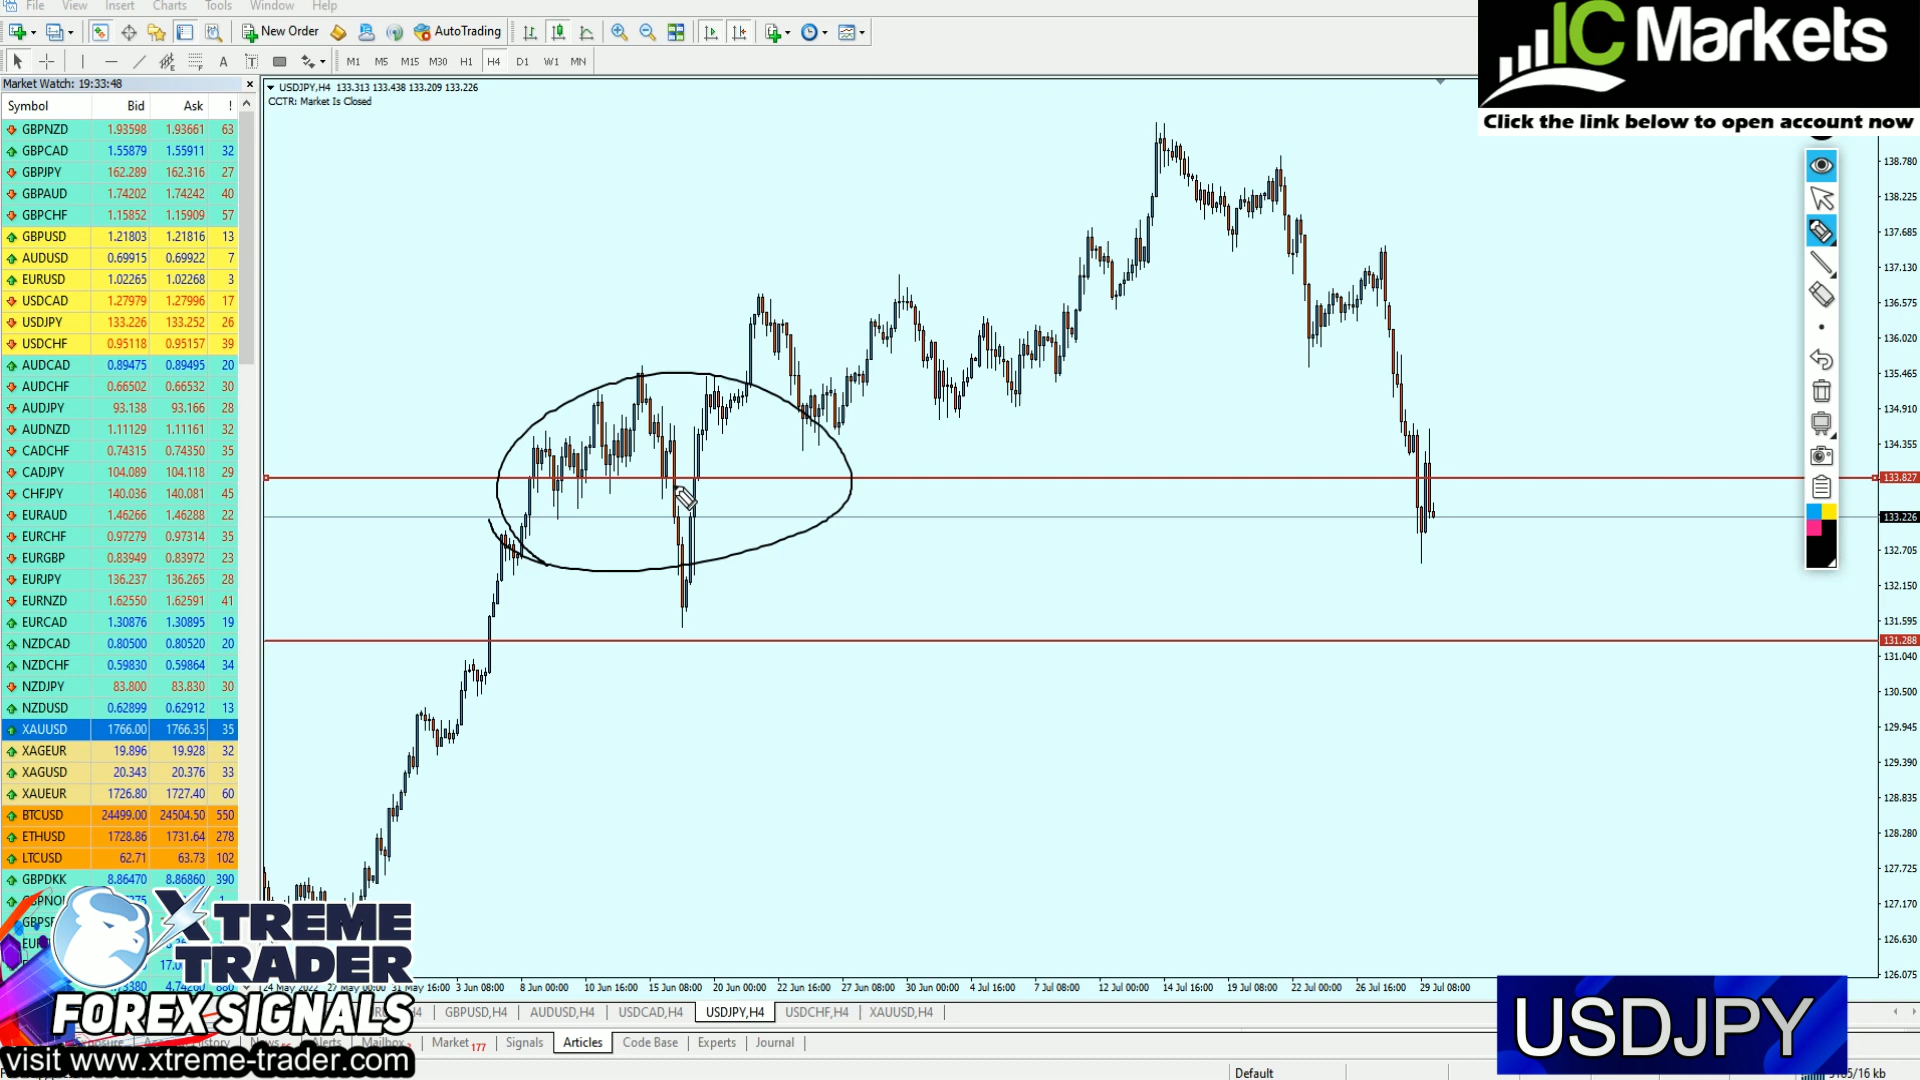 File View Insert Charts Tools Window Help
IC Markets
Click the link below to open account now
New Order AutoTrading
A T M1 M5 M15 M30 H1 H4 D1 W1 MN
Market Watch: 19:33:48
USDJPY,H4 133.313 133.438 133.209 133.226
CCTR: Market Is Closed
Symbol Bid Ask !
GBPNZD 1.93598 1.93661 63
GBPCAD 1.55879 1.55911 32
GBPJPY 162.289 162.316 27
GBPAUD 1.74202 1.74242 40
GBPCHF 1.15852 1.15909 57
GBPUSD 1.21803 1.21816 13
AUDUSD 0.69915 0.69922 7
EURUSD 1.02265 1.02268 3
USDCAD 1.27979 1.27996 17
USDJPY 133.226 133.252 26
USDCHF 0.95118 0.95157 39
AUDCAD 0.89475 0.89495 20
AUDCHF 0.66502 0.66532 30
AUDJPY 93.138 93.166 28
AUDNZD 1.11129 1.11161 32
CADCHF 0.74315 0.74350 35
CADJPY 104.089 104.118 29
CHFJPY 140.036 140.081 45
EURAUD 1.46266 1.46288 22
EURCHF 0.97279 0.97314 35
EURGBP 0.83949 0.83972 23
EURJPY 136.237 136.265 28
EURNZD 1.62550 1.62591 41
EURCAD 1.30876 1.30895 19
NZDCAD 0.80500 0.80520 20
NZDCHF 0.59830 0.59864 34
NZDJPY 83.800 83.830 30
NZDUSD 0.62899 0.62912 13
XAUUSD 1766.00 1766.35 35
XAGEUR 19.896 19.928 32
XAGUSD 20.343 20.376 33
XAUEUR 1726.80 1727.40 60
BTCUSD 24499.00 24504.50 550
ETHUSD 1728.86 1731.64 278
LTCUSD 62.71 63.73 102
GBPDKK 8.86470 8.86860 390
138.780
138.225
137.685
137.130
136.575
136.020
135.465
134.910
134.355
133.827
133.226
132.705
132.150
131.595
131.288
131.040
130.500
129.945
129.390
128.835
128.280
127.725
127.170
126.630
126.075
XTREME
TRADER
FOREX SIGNALS
visit www.xtreme-trader.com
24 May 2022 27 May 00:00 31 May 16:00 3 Jun 08:00 8 Jun 00:00 10 Jun 16:00 15 Jun 08:00 20 Jun 00:00 22 Jun 16:00 27 Jun 08:00 30 Jun 00:00 4 Jul 16:00 7 Jul 08:00 12 Jul 00:00 14 Jul 16:00 19 Jul 08:00 22 Jul 00:00 26 Jul 16:00 29 Jul 08:00
GBPUSD,H4 AUDUSD,H4 USDCAD,H4 USDJPY,H4 USDCHF,H4 XAUUSD,H4
Market 177 Signals Articles Code Base Experts Journal
Default
USDJPY